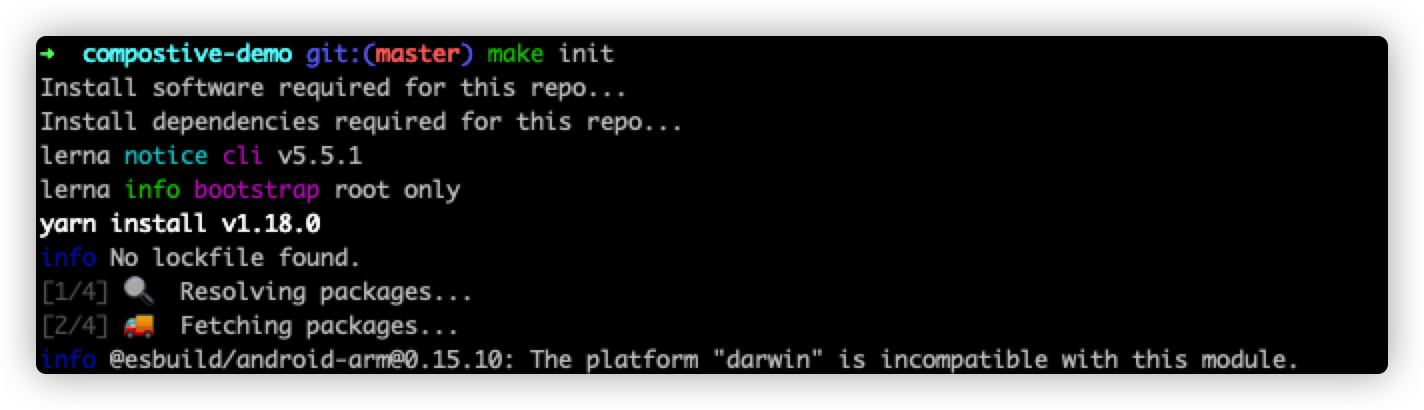 ➜ compostive-demo git:(master) make init
Install software required for this repo...
Install dependencies required for this repo...
lerna notice cli v5.5.1
lerna info bootstrap root only
yarn install v1.18.0
info No lockfile found.
[1/4] 🔍 Resolving packages...
[2/4] 🚚 Fetching packages...
info @esbuild/android-arm@0.15.10: The platform "darwin" is incompatible with this module.